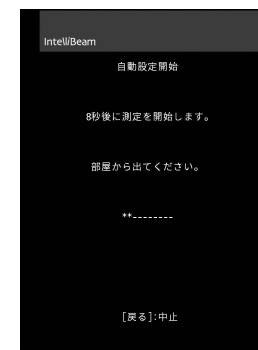 IntelliBeam
自動設定開始
8秒後に測定を開始します。
部屋から出てください。
**--------
[戻る]:中止